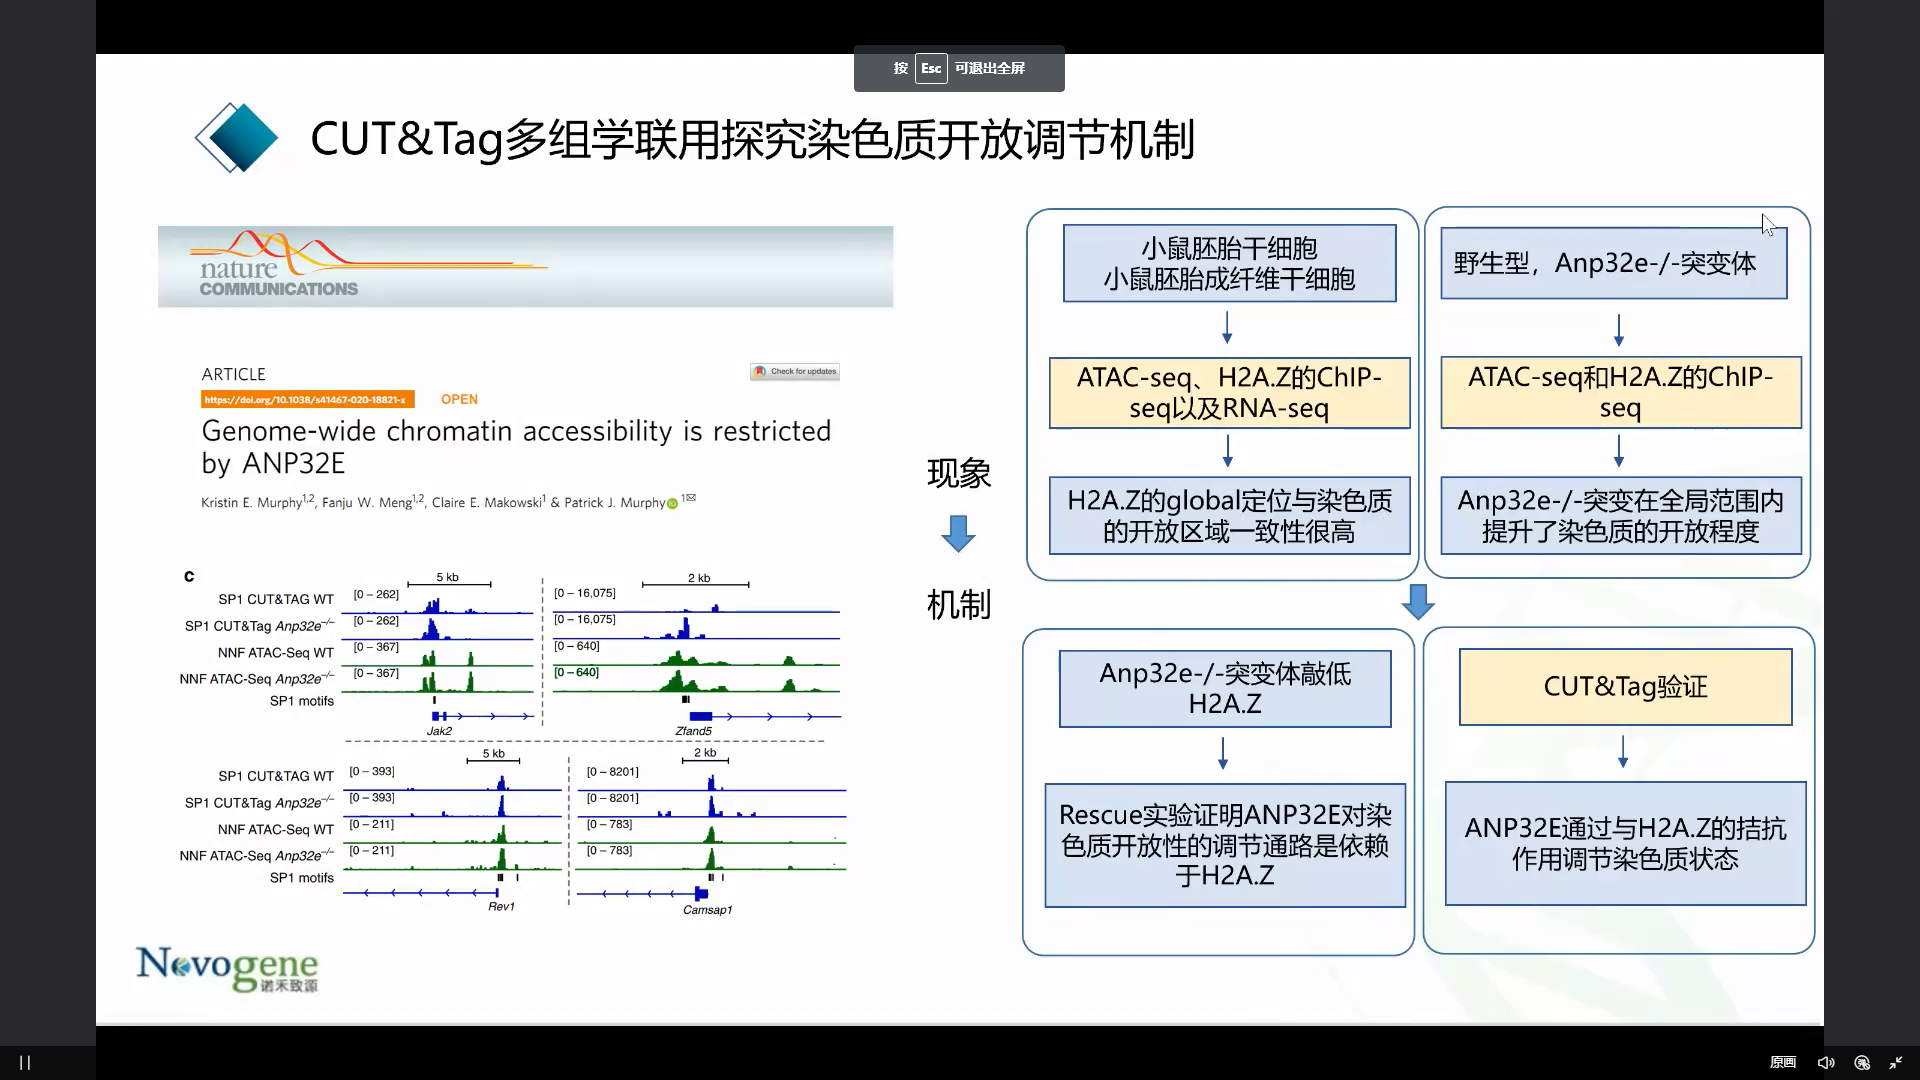 按 Esc 可退出全屏
CUT&Tag多组学联用探究染色质开放调节机制
nature
COMMUNICATIONS
ARTICLE
Check for updates
https://doi.org/10.1038/s41467-020-18821-x
OPEN
Genome-wide chromatin accessibility is restricted
by ANP32E
Kristin E. Murphy1,2, Fanju W. Meng1,2, Claire E. Makowski1 & Patrick J. Murphy 1✉
c
5 kb
2 kb
SP1 CUT&TAG WT [0 – 262] [0 – 16,075]
SP1 CUT&Tag Anp32e–/– [0 – 262] [0 – 16,075]
NNF ATAC-Seq WT [0 – 367] [0 – 640]
NNF ATAC-Seq Anp32e–/– [0 – 367] [0 – 640]
SP1 motifs
Jak2
Zfand5
5 kb
2 kb
SP1 CUT&TAG WT [0 – 393] [0 – 8201]
SP1 CUT&Tag Anp32e–/– [0 – 393] [0 – 8201]
NNF ATAC-Seq WT [0 – 211] [0 – 783]
NNF ATAC-Seq Anp32e–/– [0 – 211] [0 – 783]
SP1 motifs
Rev1
Camsap1
Novogene
诺禾致源
现象
机制
小鼠胚胎干细胞
小鼠胚胎成纤维干细胞
ATAC-seq、H2A.Z的ChIP-
seq以及RNA-seq
H2A.Z的global定位与染色质
的开放区域一致性很高
野生型，Anp32e-/-突变体
ATAC-seq和H2A.Z的ChIP-
seq
Anp32e-/-突变在全局范围内
提升了染色质的开放程度
Anp32e-/-突变体敲低
H2A.Z
Rescue实验证明ANP32E对染
色质开放性的调节通路是依赖
于H2A.Z
CUT&Tag验证
ANP32E通过与H2A.Z的拮抗
作用调节染色质状态
原画